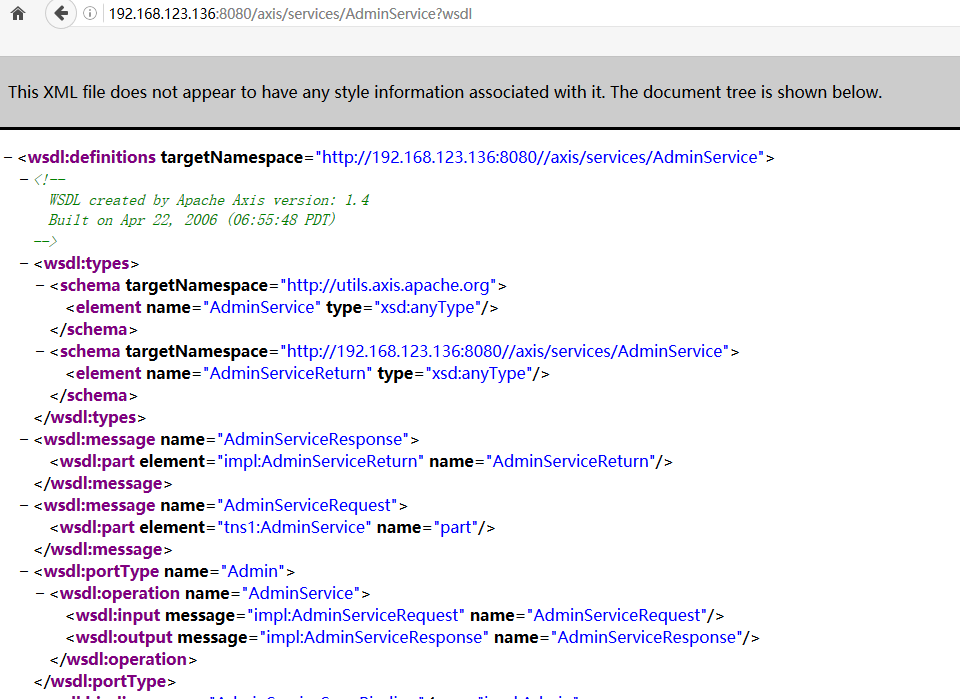 192.168.123.136:8080/axis/services/AdminService?wsdl
This XML file does not appear to have any style information associated with it. The document tree is shown below.
− <wsdl:definitions targetNamespace="http://192.168.123.136:8080//axis/services/AdminService">
− <!--
WSDL created by Apache Axis version: 1.4
Built on Apr 22, 2006 (06:55:48 PDT)
-->
− <wsdl:types>
− <schema targetNamespace="http://utils.axis.apache.org">
<element name="AdminService" type="xsd:anyType"/>
</schema>
− <schema targetNamespace="http://192.168.123.136:8080//axis/services/AdminService">
<element name="AdminServiceReturn" type="xsd:anyType"/>
</schema>
</wsdl:types>
− <wsdl:message name="AdminServiceResponse">
<wsdl:part element="impl:AdminServiceReturn" name="AdminServiceReturn"/>
</wsdl:message>
− <wsdl:message name="AdminServiceRequest">
<wsdl:part element="tns1:AdminService" name="part"/>
</wsdl:message>
− <wsdl:portType name="Admin">
− <wsdl:operation name="AdminService">
<wsdl:input message="impl:AdminServiceRequest" name="AdminServiceRequest"/>
<wsdl:output message="impl:AdminServiceResponse" name="AdminServiceResponse"/>
</wsdl:operation>
</wsdl:portType>